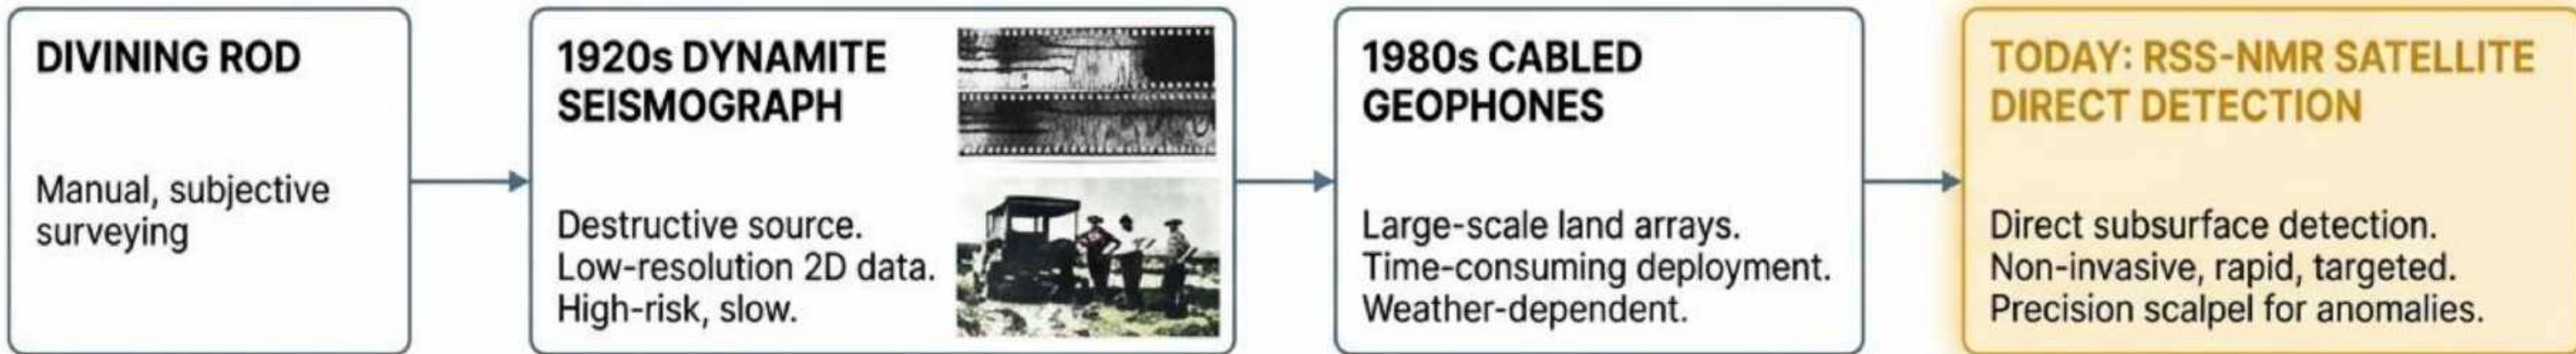 DIVINING ROD
Manual, subjective
surveying
1920s DYNAMITE
SEISMOGRAPH
Destructive source.
Low-resolution 2D data.
High-risk, slow.
1980s CABLED
GEOPHONES
Large-scale land arrays.
Time-consuming deployment.
Weather-dependent.
TODAY: RSS-NMR SATELLITE
DIRECT DETECTION
Direct subsurface detection.
Non-invasive, rapid, targeted.
Precision scalpel for anomalies.